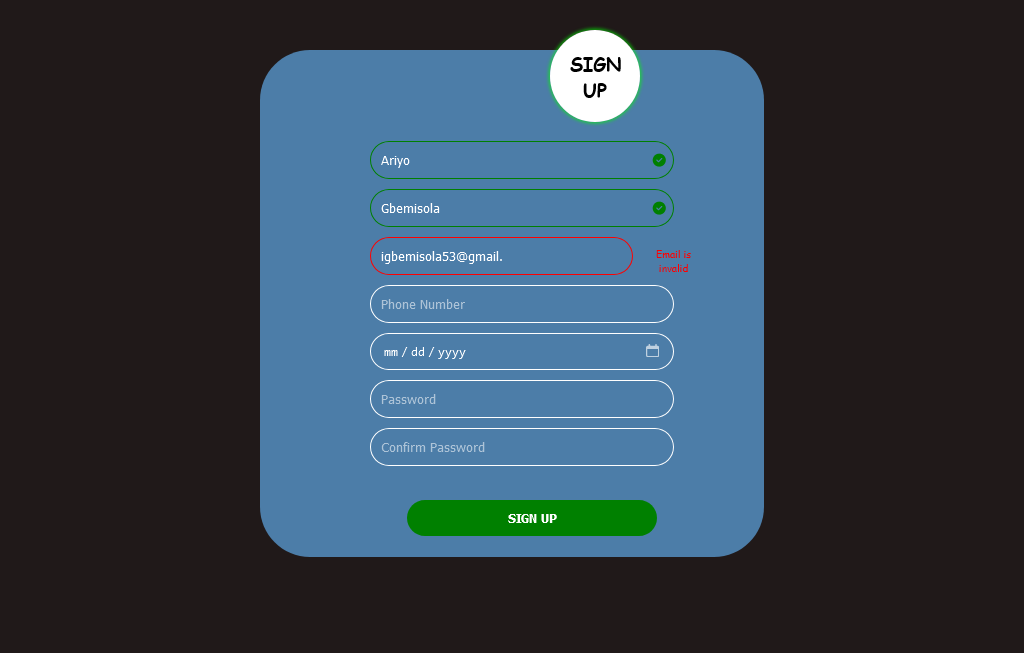 SIGN
UP
Ariyo
Gbemisola
igbemisola53@gmail.
Email is
invalid
Phone Number
mm / dd / yyyy
Password
Confirm Password
SIGN UP